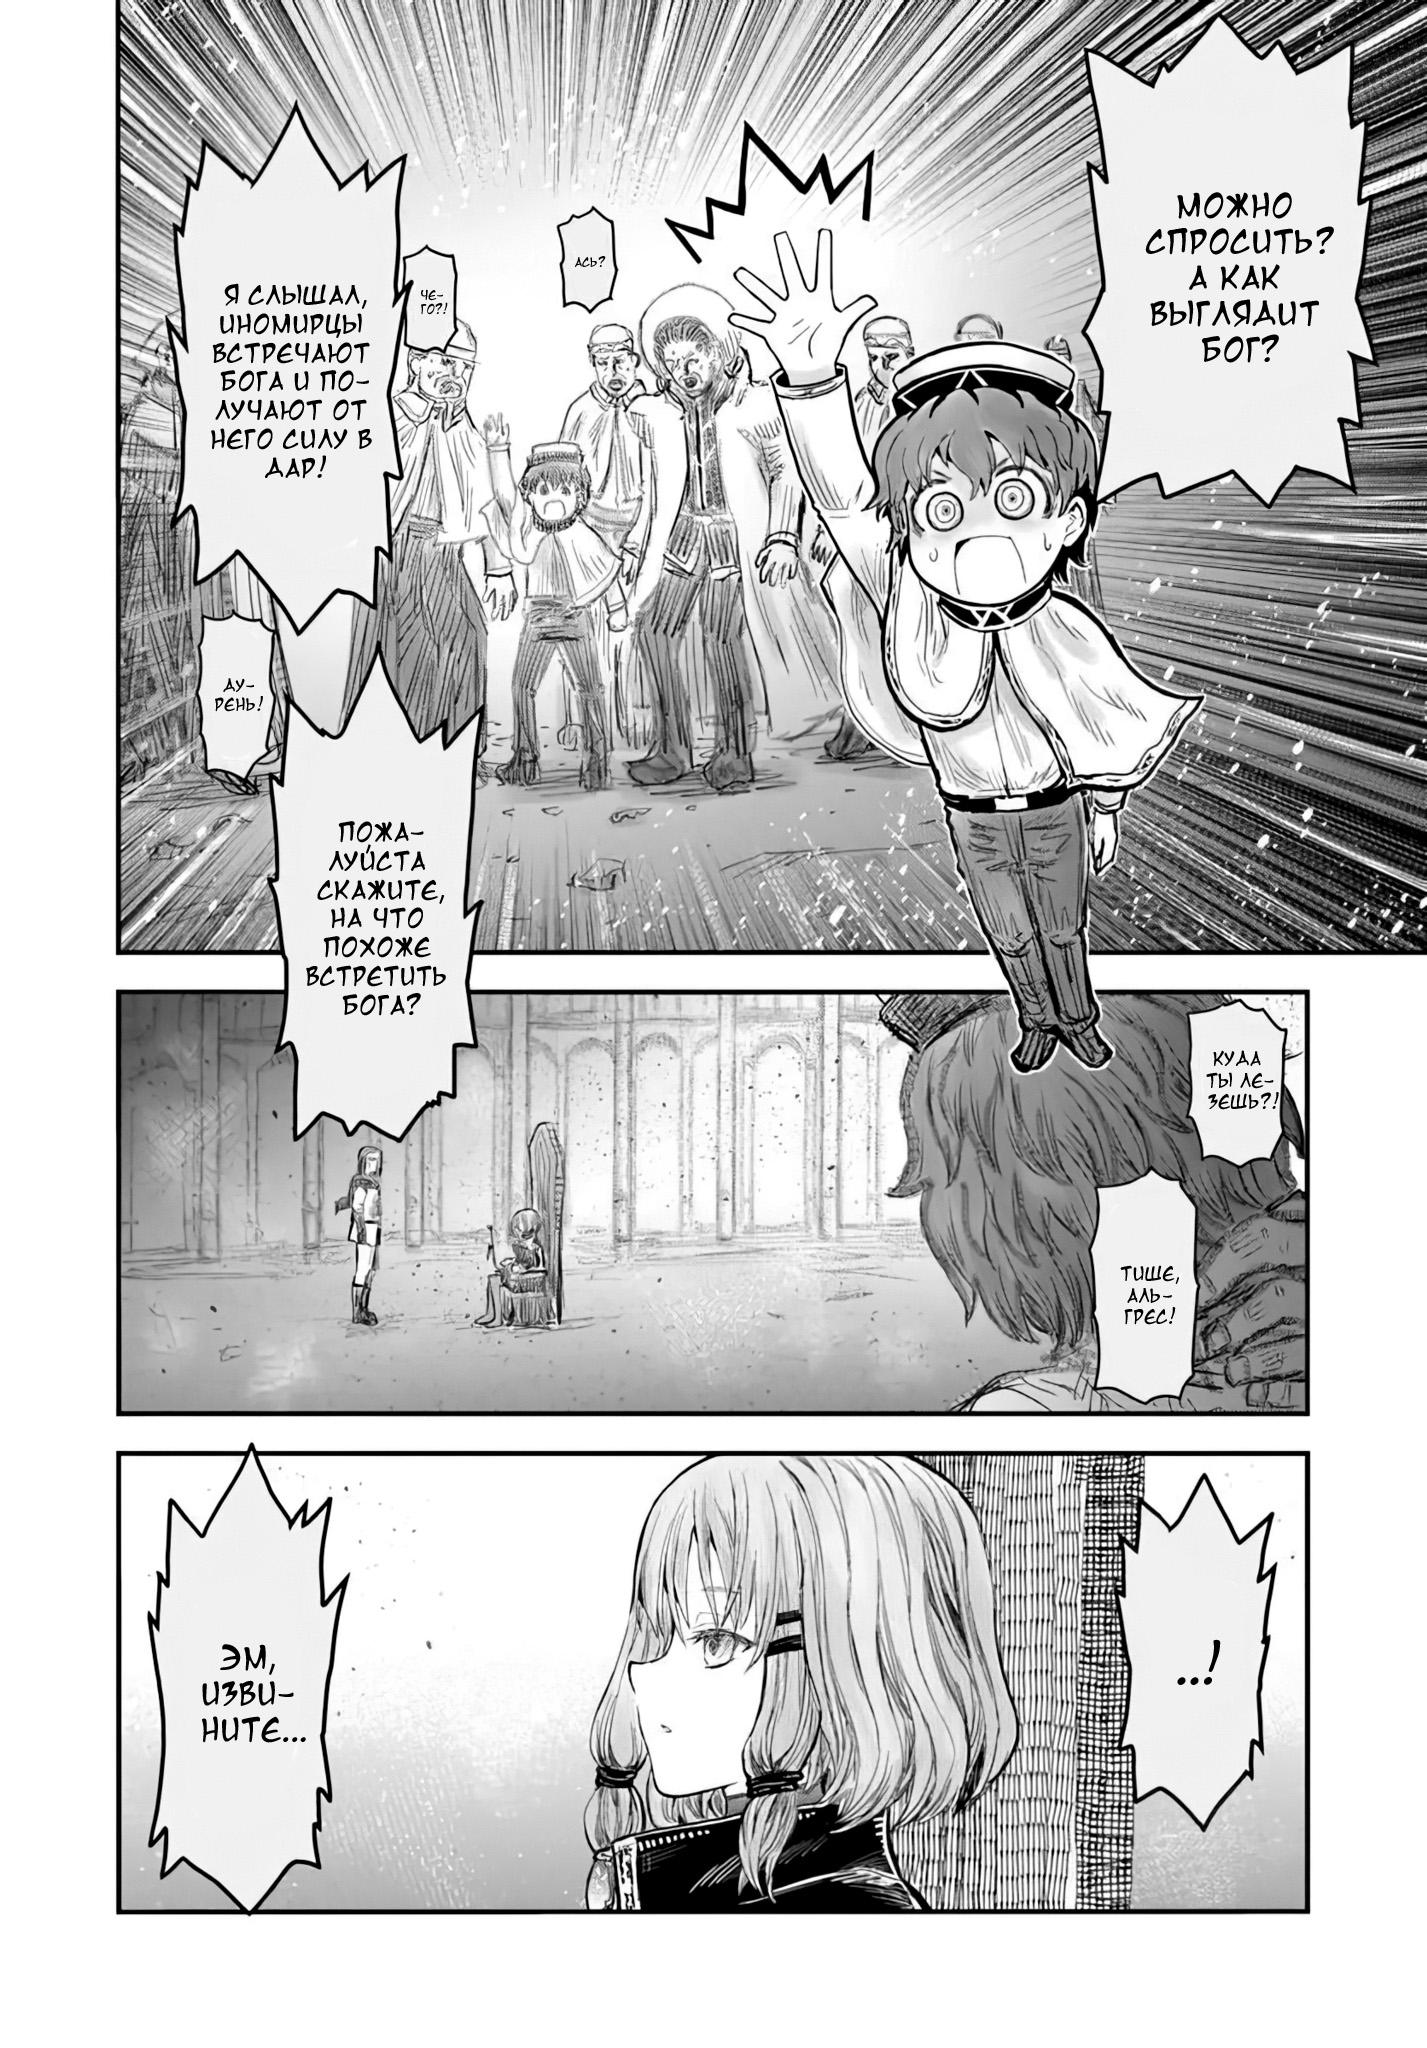 МОЖНО
СПРОСИТЬ?
А КАК
ВЫГЛЯДИТ
БОГ?
АСЬ?
ЧЕ-
ГО?!
Я СЛЫШАЛ,
ИНОМИРЦЫ
ВСТРЕЧАЮТ
БОГА И ПО-
ЛУЧАЮТ ОТ
НЕГО СИЛУ В
ДАР!
ДУ-
РЕНЬ!
ПОЖА-
ЛУЙСТА
СКАЖИТЕ,
НА ЧТО
ПОХОЖЕ
ВСТРЕТИТЬ
БОГА?
КУДА
ТЫ ЛЕ-
ЗЕШЬ?!
ТИШЕ,
АЛЬ-
ГРЕС!
...!
ЭМ,
ИЗВИ-
НИТЕ...